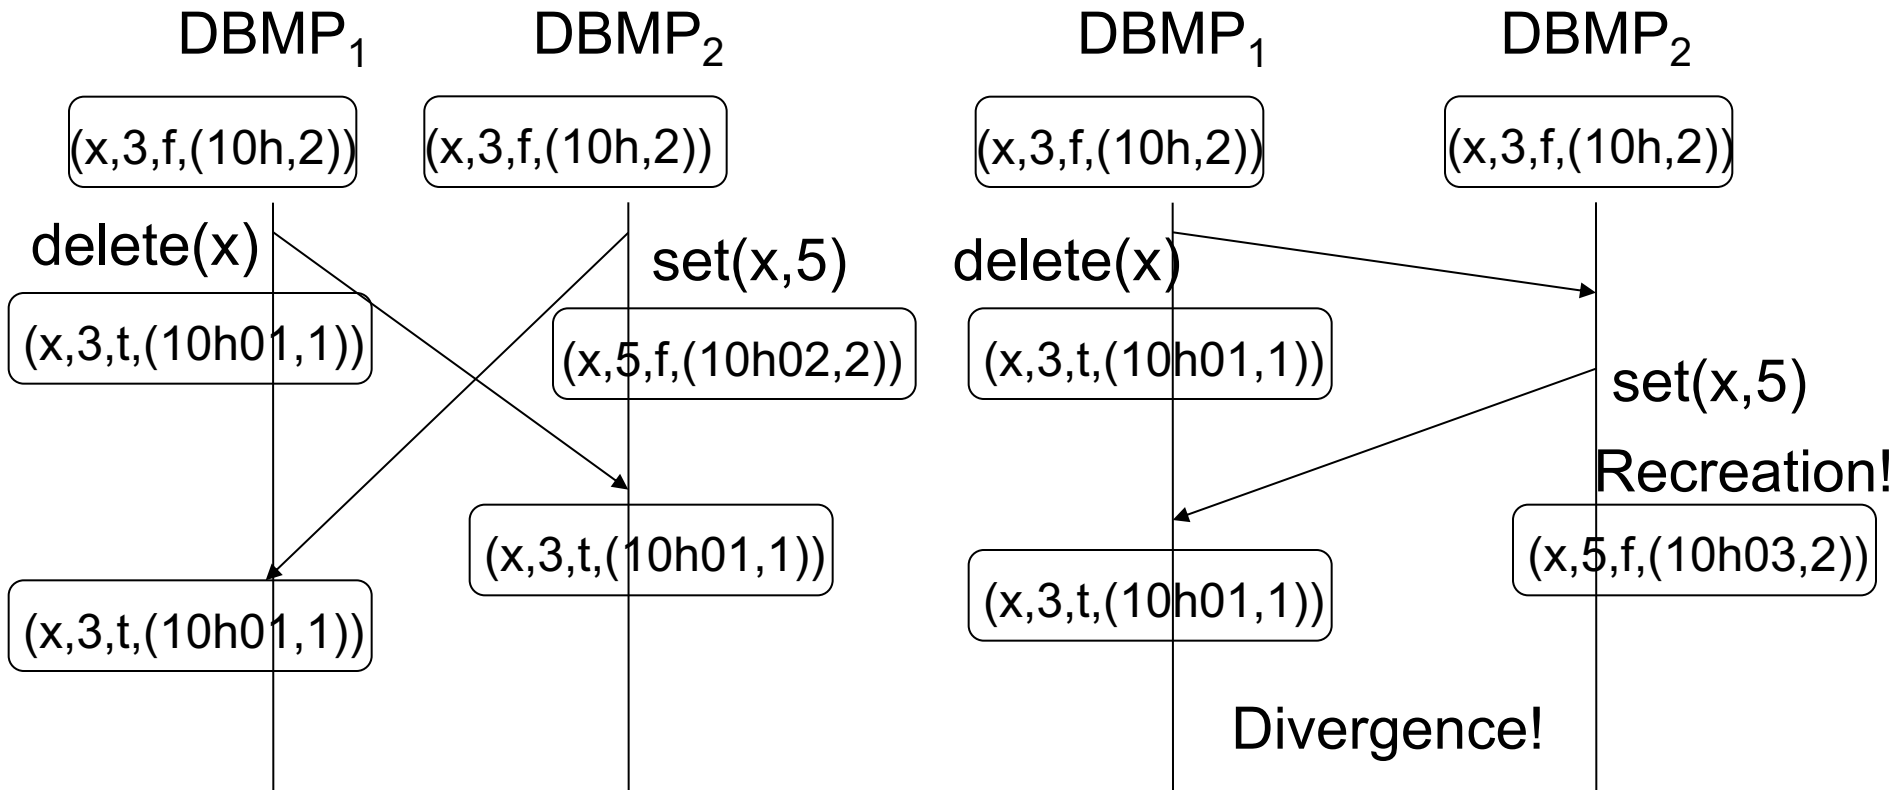 DBMP₁ DBMP₂
(x,3,f,(10h,2)) (x,3,f,(10h,2))
delete(x) set(x,5)
(x,3,t,(10h01,1)) (x,5,f,(10h02,2))
(x,3,t,(10h01,1))
(x,3,t,(10h01,1))
DBMP₁ DBMP₂
(x,3,f,(10h,2)) (x,3,f,(10h,2))
delete(x)
(x,3,t,(10h01,1))
set(x,5)
Recreation!
(x,5,f,(10h03,2))
(x,3,t,(10h01,1))
Divergence!